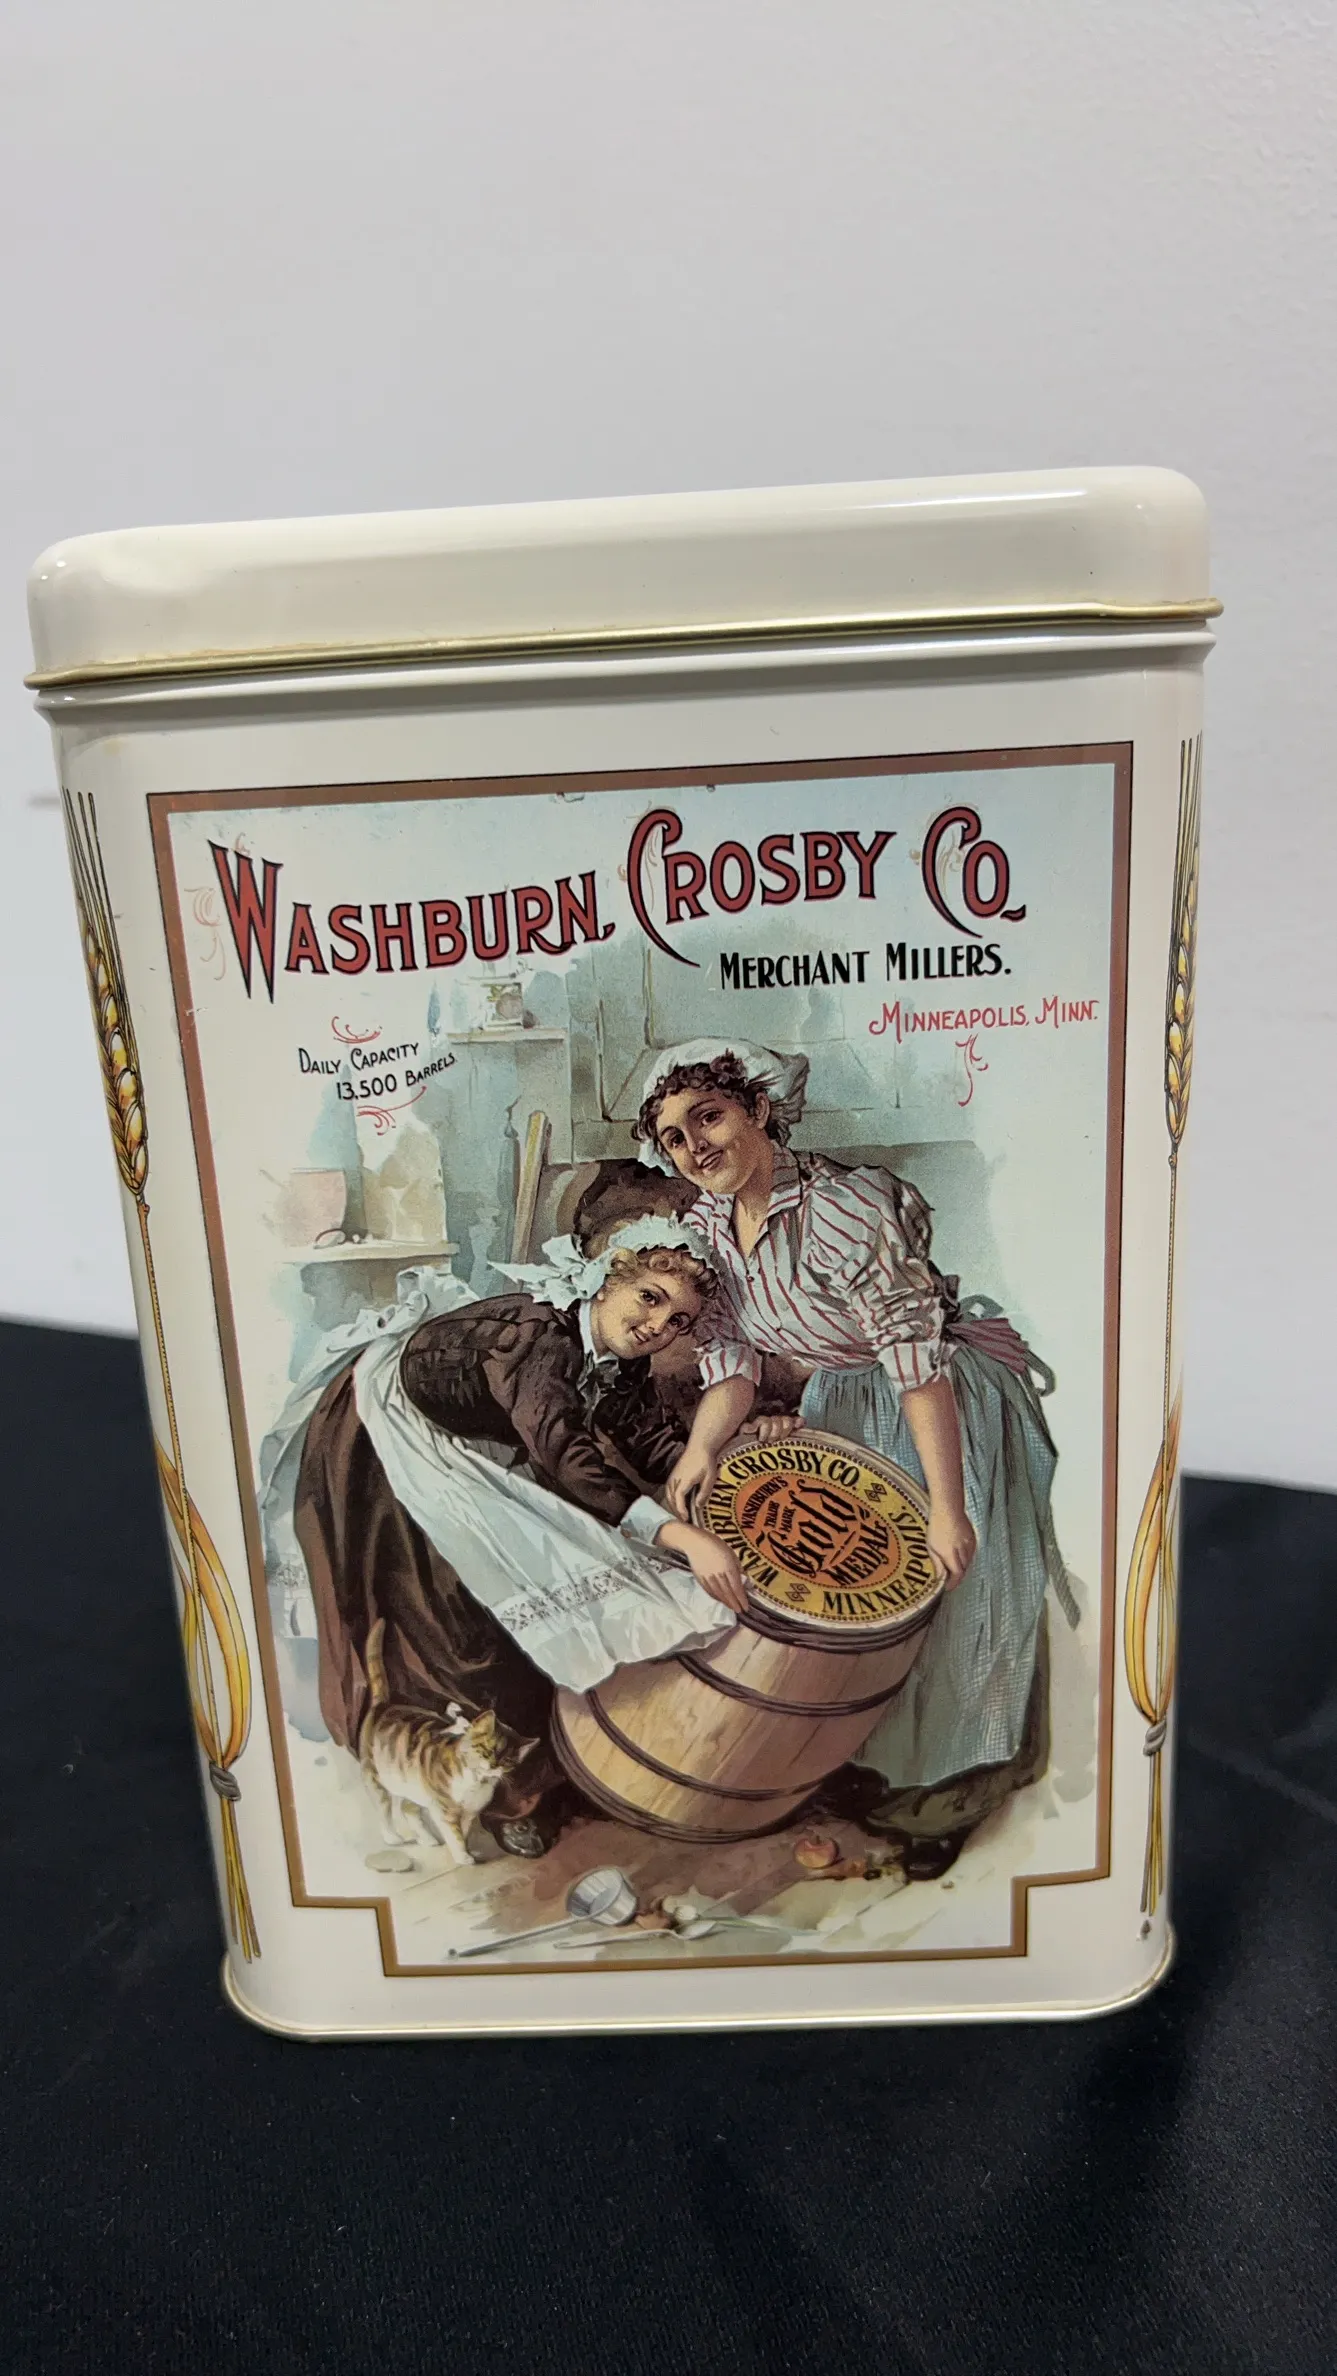 WASHBURN, CROSBY CO.
MERCHANT MILLERS.
MINNEAPOLIS, MINN.
DAILY CAPACITY
13,500 BARRELS.
WASHBURN, CROSBY CO.
WASHBURN'S
TRADE
MARK
Gold
MEDAL
MINNEAPOLIS.